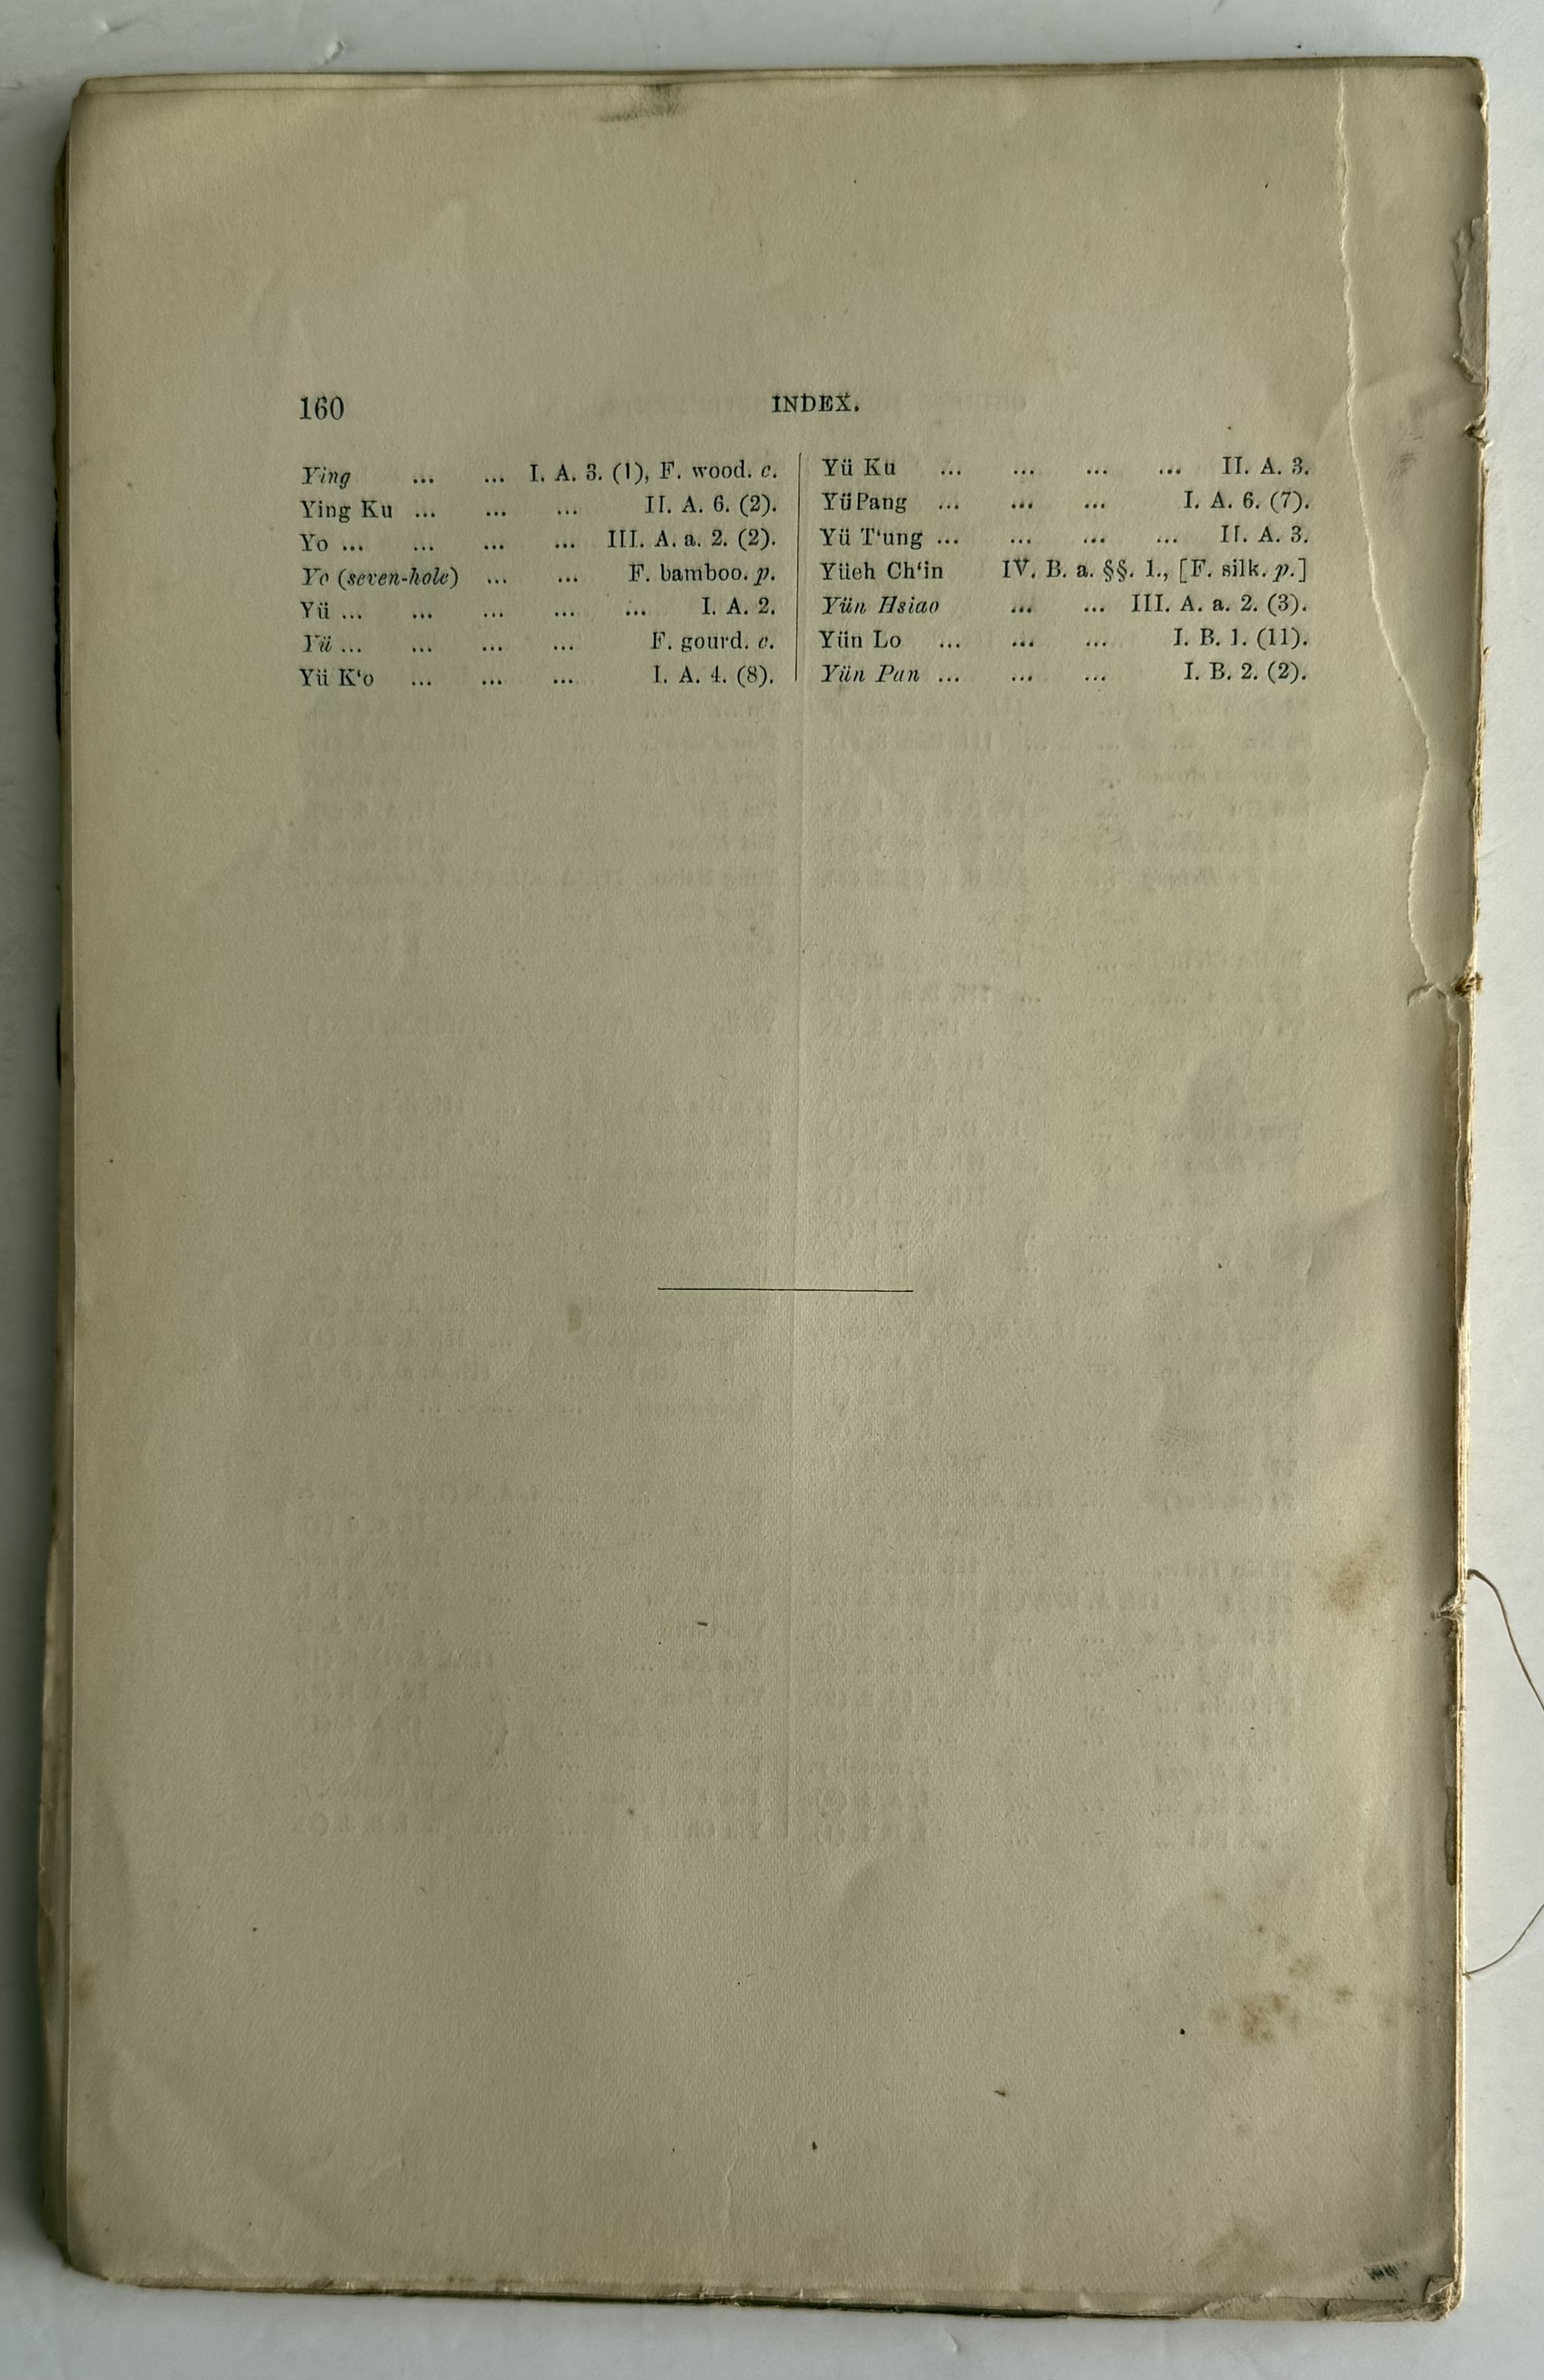 160 INDEX.
Ying ... ... I. A. 3. (1), F. wood. c.
Ying Ku ... ... ... II. A. 6. (2).
Yo ... ... ... ... III. A. a. 2. (2).
Yo (seven-hole) ... ... F. bamboo. p.
Yü ... ... ... ... ... I. A. 2.
Yü ... ... ... ... F. gourd. c.
Yü K‘o ... ... ... I. A. 4. (8).
Yü Ku ... ... ... ... II. A. 3.
Yü Pang ... ... ... I. A. 6. (7).
Yü T‘ung ... ... ... ... II. A. 3.
Yüeh Ch‘in IV. B. a. §§. 1., [F. silk. p.]
Yün Hsiao ... ... III. A. a. 2. (3).
Yün Lo ... ... ... I. B. 1. (11).
Yün Pan ... ... ... I. B. 2. (2).